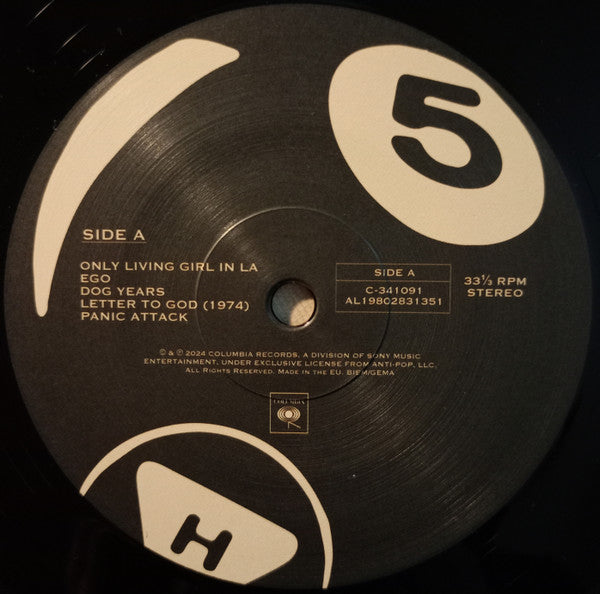 5
SIDE A
ONLY LIVING GIRL IN LA
EGO
DOG YEARS
LETTER TO GOD (1974)
PANIC ATTACK
SIDE A
C-341091
AL19802831351
33⅓ RPM
STEREO
© & ℗ 2024 COLUMBIA RECORDS, A DIVISION OF SONY MUSIC
ENTERTAINMENT, UNDER EXCLUSIVE LICENSE FROM ANTI-POP, LLC.
ALL RIGHTS RESERVED. MADE IN THE EU. BIEM/GEMA
COLUMBIA
H